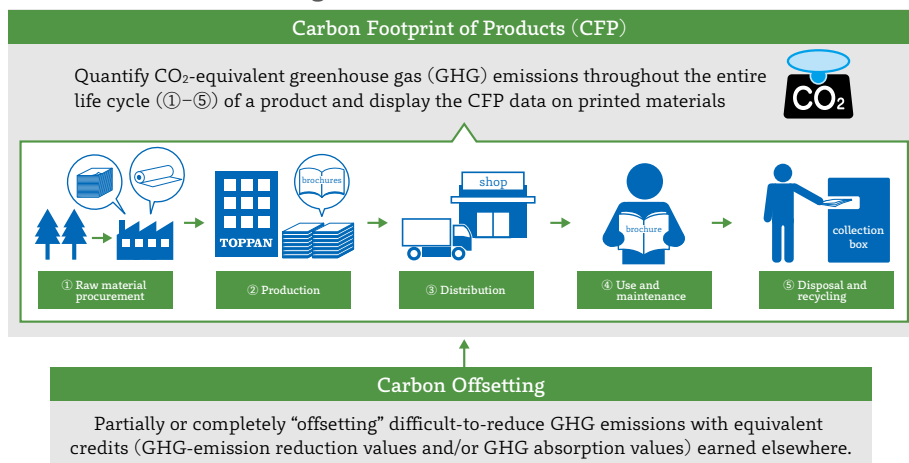 Carbon Footprint of Products (CFP)
Quantify CO₂-equivalent greenhouse gas (GHG) emissions throughout the entire
life cycle (①–⑤) of a product and display the CFP data on printed materials
CO₂
brochures
TOPPAN
shop
brochure
collection
box
① Raw material
procurement
② Production
③ Distribution
④ Use and
maintenance
⑤ Disposal and
recycling
Carbon Offsetting
Partially or completely “offsetting” difficult-to-reduce GHG emissions with equivalent
credits (GHG-emission reduction values and/or GHG absorption values) earned elsewhere.